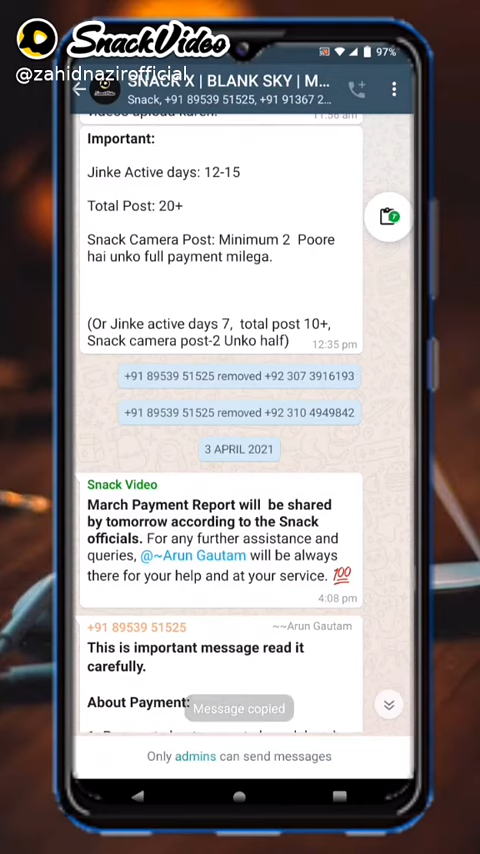 SnackVideo
@zahidnazirofficial
97%
SNACK X | BLANK SKY | M...
Snack, +91 89539 51525, +91 91367 2...
11:56 am
Important:
Jinke Active days: 12-15
Total Post: 20+
Snack Camera Post: Minimum 2 Poore
hai unko full payment milega.
(Or Jinke active days 7, total post 10+,
Snack camera post-2 Unko half)
12:35 pm
+91 89539 51525 removed +92 307 3916193
+91 89539 51525 removed +92 310 4949842
3 APRIL 2021
Snack Video
March Payment Report will be shared
by tomorrow according to the Snack
officials. For any further assistance and
queries, @~Arun Gautam will be always
there for your help and at your service. 💯
4:08 pm
+91 89539 51525 ~~Arun Gautam
This is important message read it
carefully.
About Payment:
Message copied
Only admins can send messages